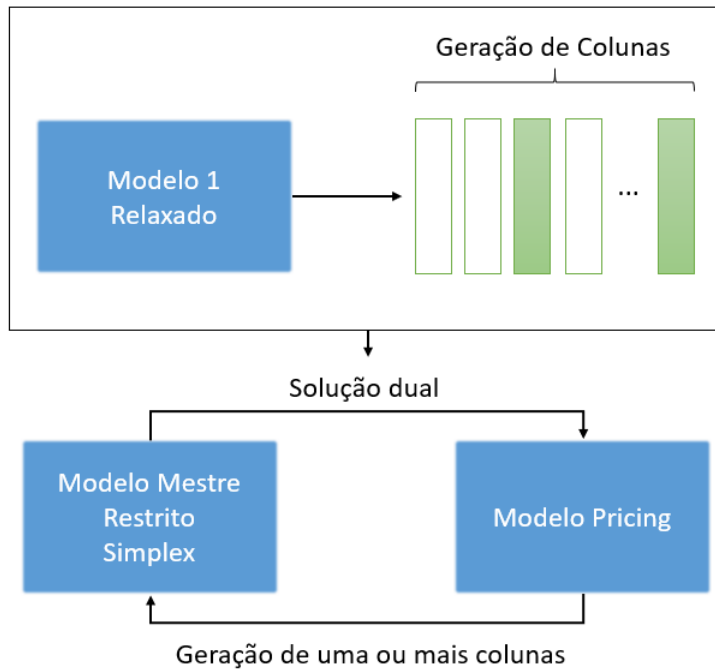 Geração de Colunas
Modelo 1
Relaxado
...
Solução dual
Modelo Mestre
Restrito
Simplex
Modelo Pricing
Geração de uma ou mais colunas